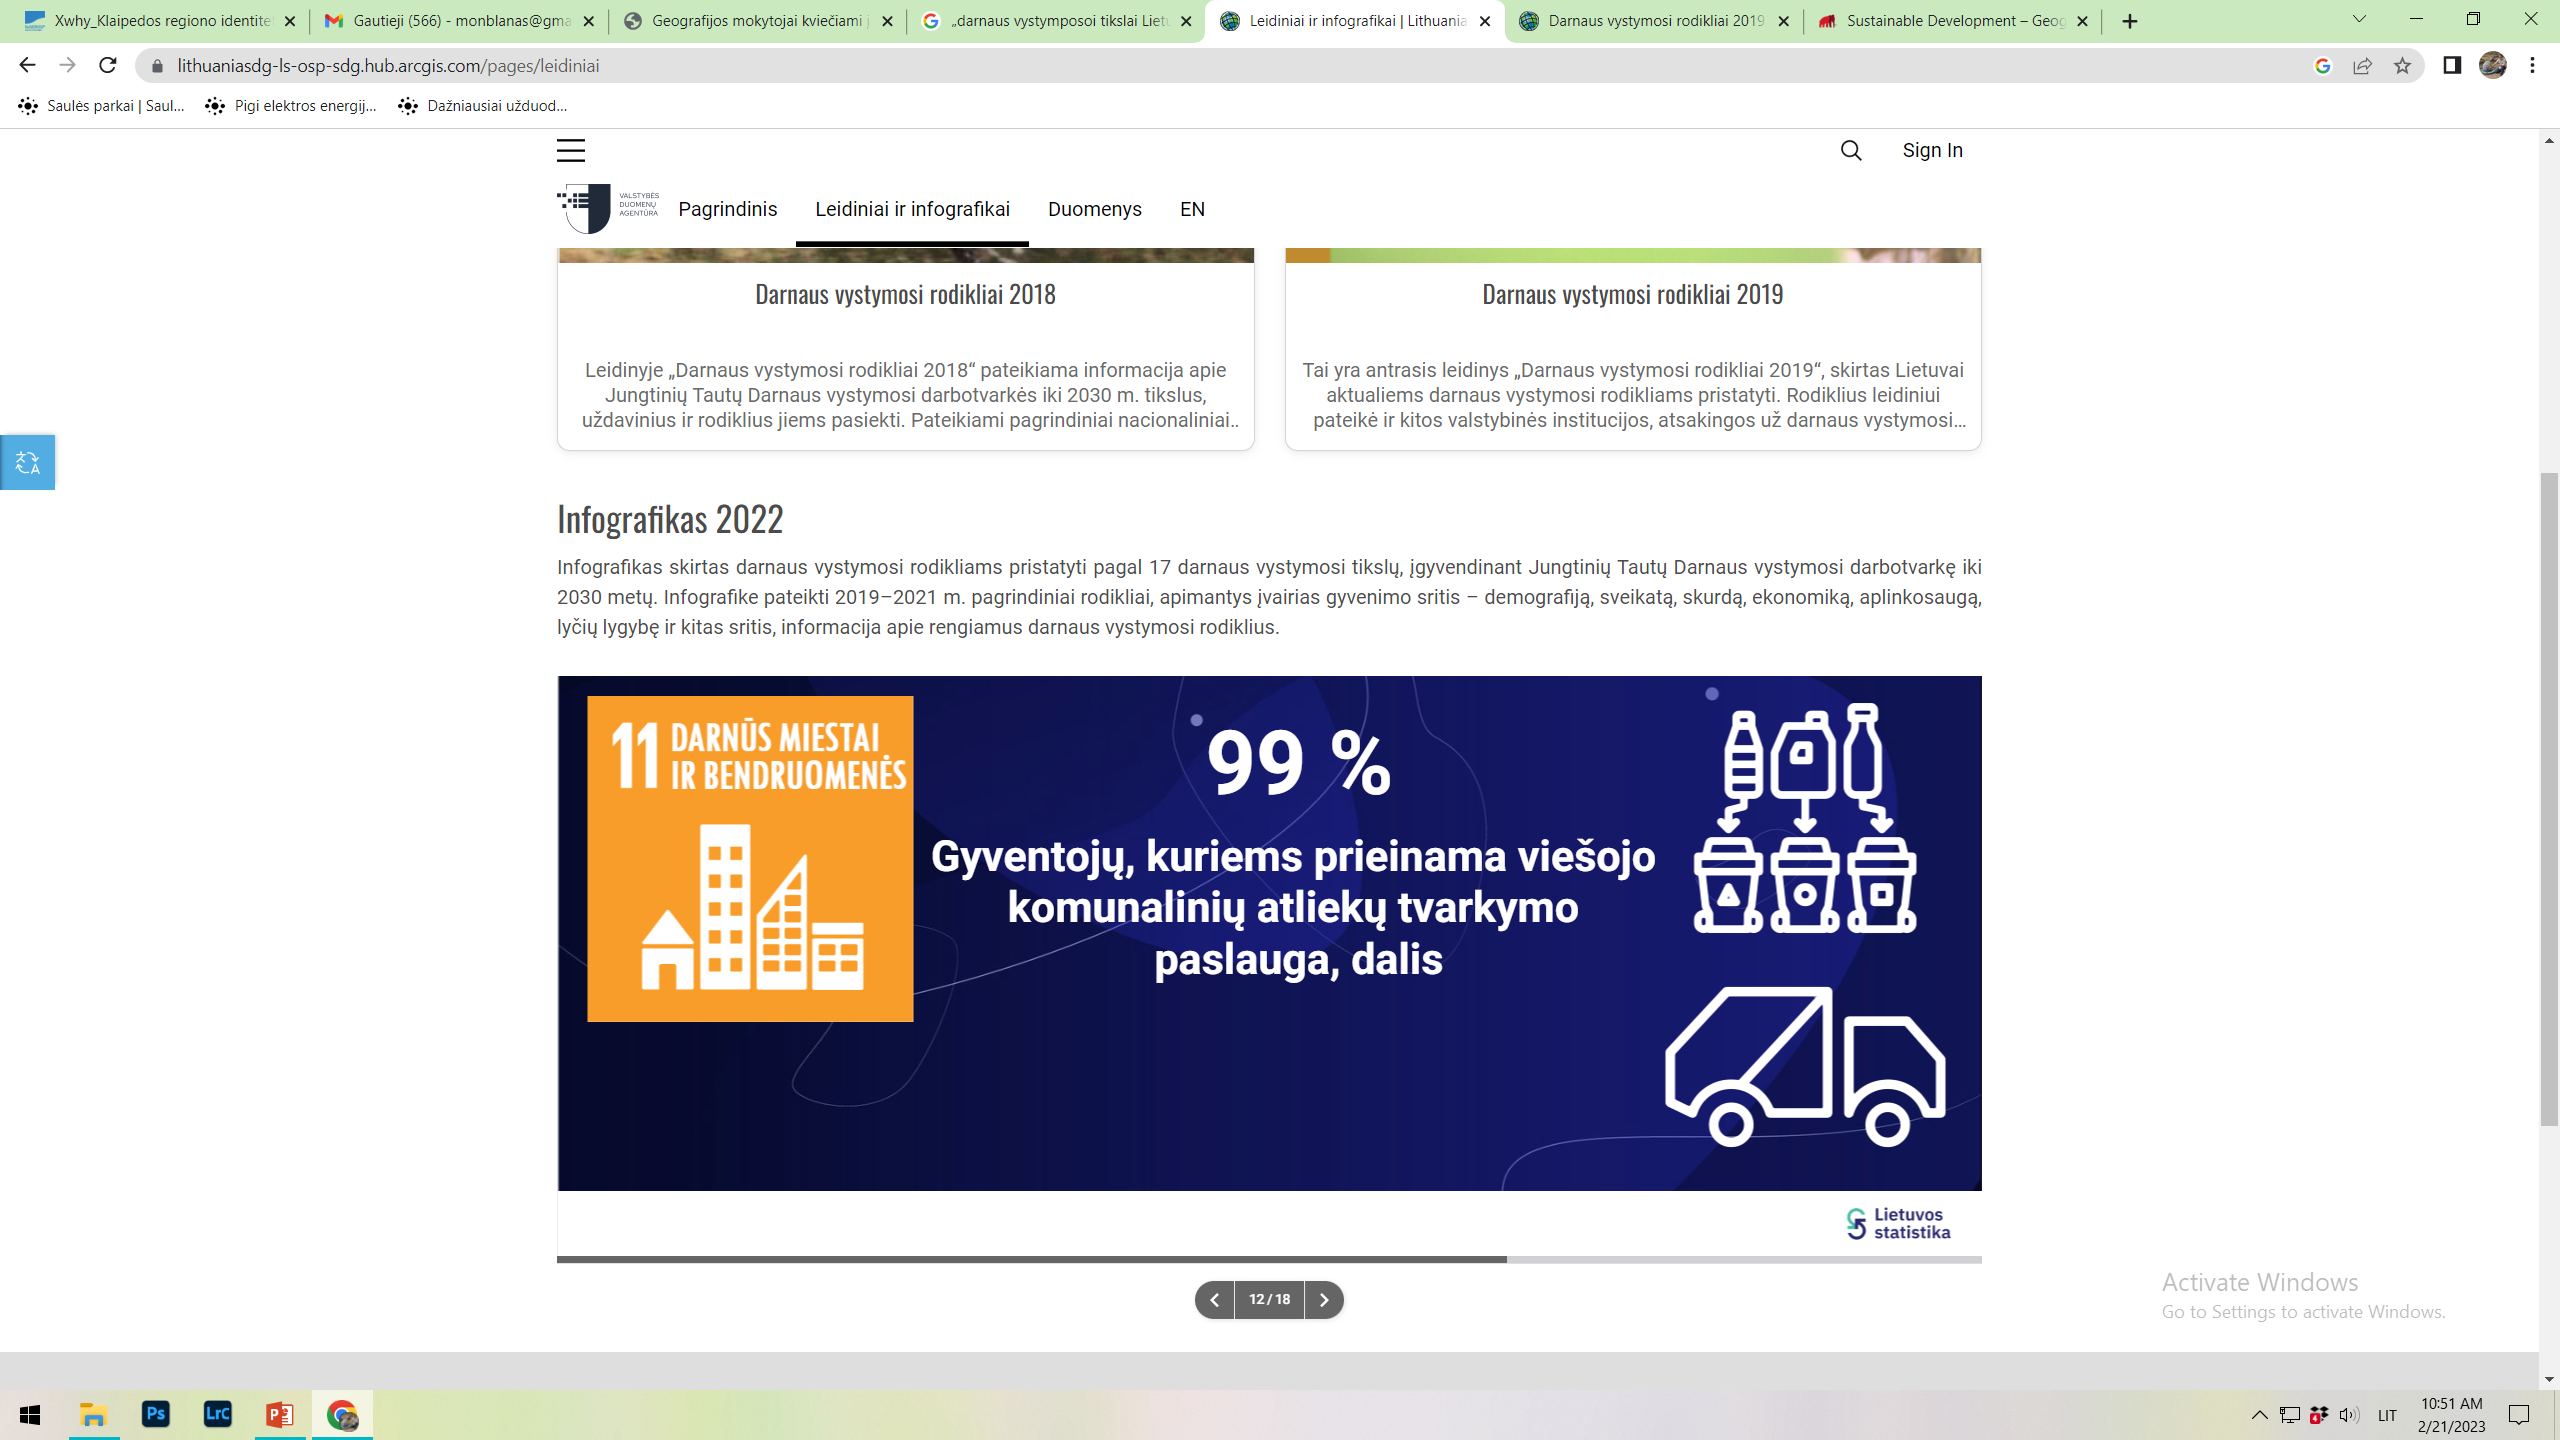 Xwhy_Klaipedos regiono identite
Gautieji (566) - monblanas@gma
Geografijos mokytojai kviečiami į
„darnaus vystymposoi tikslai Liet
Leidiniai ir infografikai | Lithuania
Darnaus vystymosi rodikliai 2019
Sustainable Development – Geog
lithuaniasdg-ls-osp-sdg.hub.arcgis.com/pages/leidiniai
Saulės parkai | Saul...
Pigi elektros energij...
Dažniausiai užduod...
Sign In
VALSTYBĖS
DUOMENŲ
AGENTŪRA
Pagrindinis
Leidiniai ir infografikai
Duomenys
EN
Darnaus vystymosi rodikliai 2018
Leidinyje „Darnaus vystymosi rodikliai 2018“ pateikiama informacija apie
Jungtinių Tautų Darnaus vystymosi darbotvarkės iki 2030 m. tikslus,
uždavinius ir rodiklius jiems pasiekti. Pateikiami pagrindiniai nacionaliniai..
Darnaus vystymosi rodikliai 2019
Tai yra antrasis leidinys „Darnaus vystymosi rodikliai 2019“, skirtas Lietuvai
aktualiems darnaus vystymosi rodikliams pristatyti. Rodiklius leidiniui
pateikė ir kitos valstybinės institucijos, atsakingos už darnaus vystymosi...
Infografikas 2022
Infografikas skirtas darnaus vystymosi rodikliams pristatyti pagal 17 darnaus vystymosi tikslų, įgyvendinant Jungtinių Tautų Darnaus vystymosi darbotvarkę iki
2030 metų. Infografike pateikti 2019–2021 m. pagrindiniai rodikliai, apimantys įvairias gyvenimo sritis – demografiją, sveikatą, skurdą, ekonomiką, aplinkosaugą,
lyčių lygybę ir kitas sritis, informacija apie rengiamus darnaus vystymosi rodiklius.
11 DARNŪS MIESTAI
IR BENDRUOMENĖS
99 %
Gyventojų, kuriems prieinama viešojo
komunalinių atliekų tvarkymo
paslauga, dalis
Lietuvos
statistika
12 / 18
Activate Windows
Go to Settings to activate Windows.
Ps
LrC
P
4
LIT
10:51 AM
2/21/2023